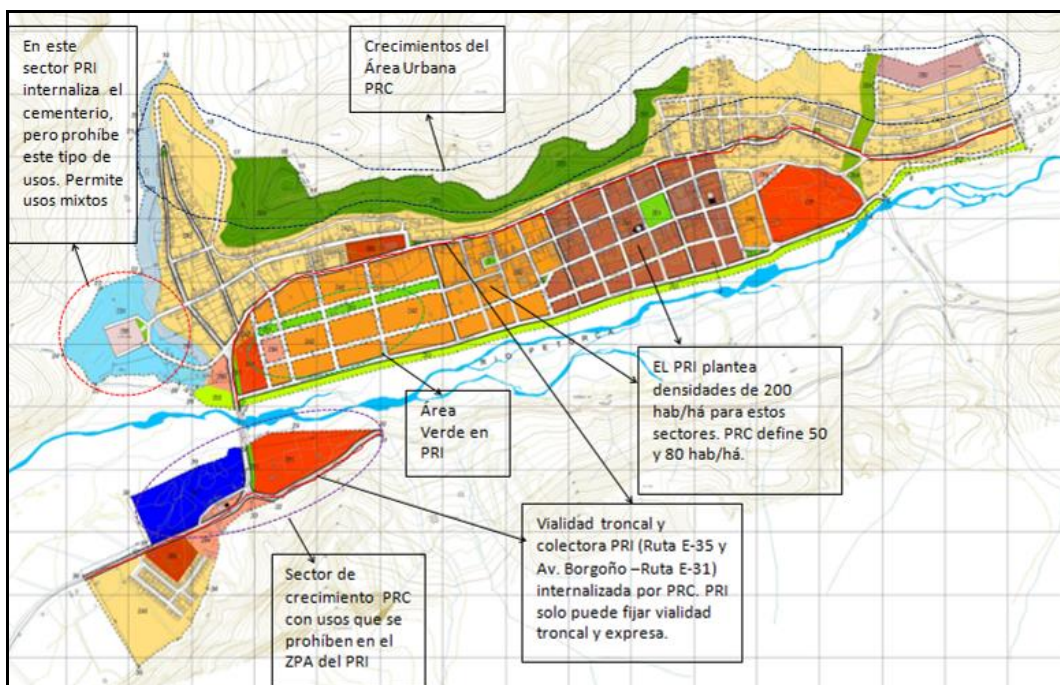 En este
sector PRI
internaliza el
cementerio,
pero prohíbe
este tipo de
usos. Permite
usos mixtos
Crecimientos del
Área Urbana
PRC
RIO PETORCA
EL PRI plantea
densidades de 200
hab/há para estos
sectores. PRC define 50
y 80 hab/há.
Área
Verde en
PRI
Vialidad troncal y
colectora PRI (Ruta E-35 y
Av. Borgoño –Ruta E-31)
internalizada por PRC. PRI
solo puede fijar vialidad
troncal y expresa.
Sector de
crecimiento PRC
con usos que se
prohíben en el
ZPA del PRI